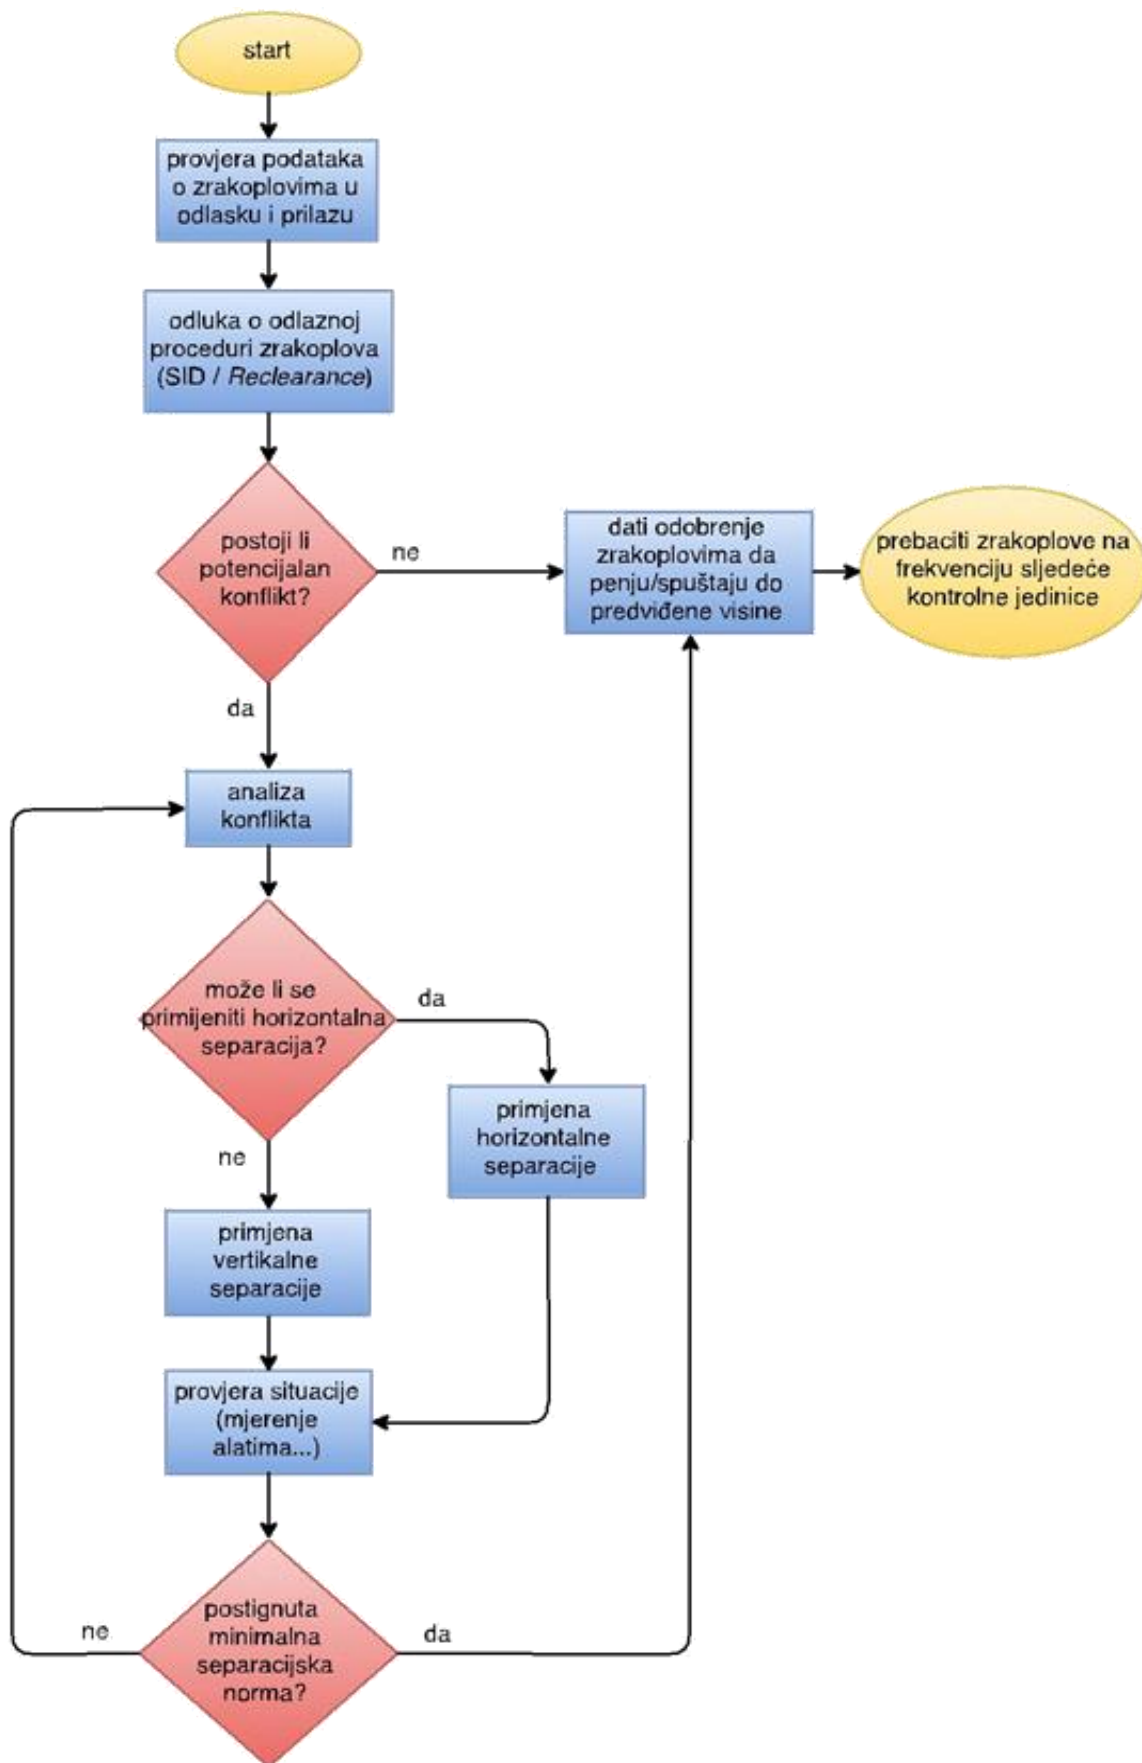 start
provjera podataka
o zrakoplovima u
odlasku i prilazu
odluka o odlaznoj
proceduri zrakoplova
(SID / Reclearance)
postoji li
potencijalan
konflikt?
ne
dati odobrenje
zrakoplovima da
penju/spuštaju do
predviđene visine
prebaciti zrakoplove na
frekvenciju sljedeće
kontrolne jedinice
da
analiza
konflikta
može li se
primijeniti horizontalna
separacija?
da
primjena
horizontalne
separacije
ne
primjena
vertikalne
separacije
provjera situacije
(mjerenje
alatima...)
postignuta
minimalna
separacijska
norma?
ne
da